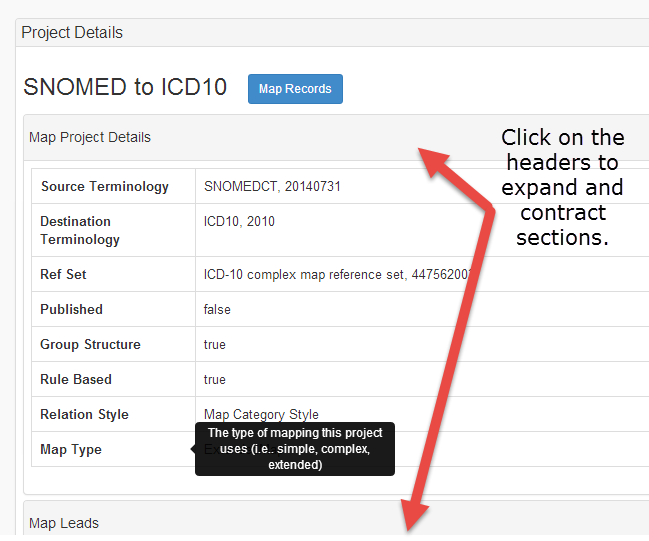 Project Details
SNOMED to ICD10
Map Records
Map Project Details
Click on the
headers to
expand and
contract
sections.
Source Terminology
SNOMEDCT, 20140731
Destination
Terminology
ICD10, 2010
Ref Set
ICD-10 complex map reference set,
Published
false
Group Structure
true
Rule Based
true
Relation Style
Map Category Style
Map Type
The type of mapping this project
uses (i.e.. simple, complex,
extended)
Map Leads